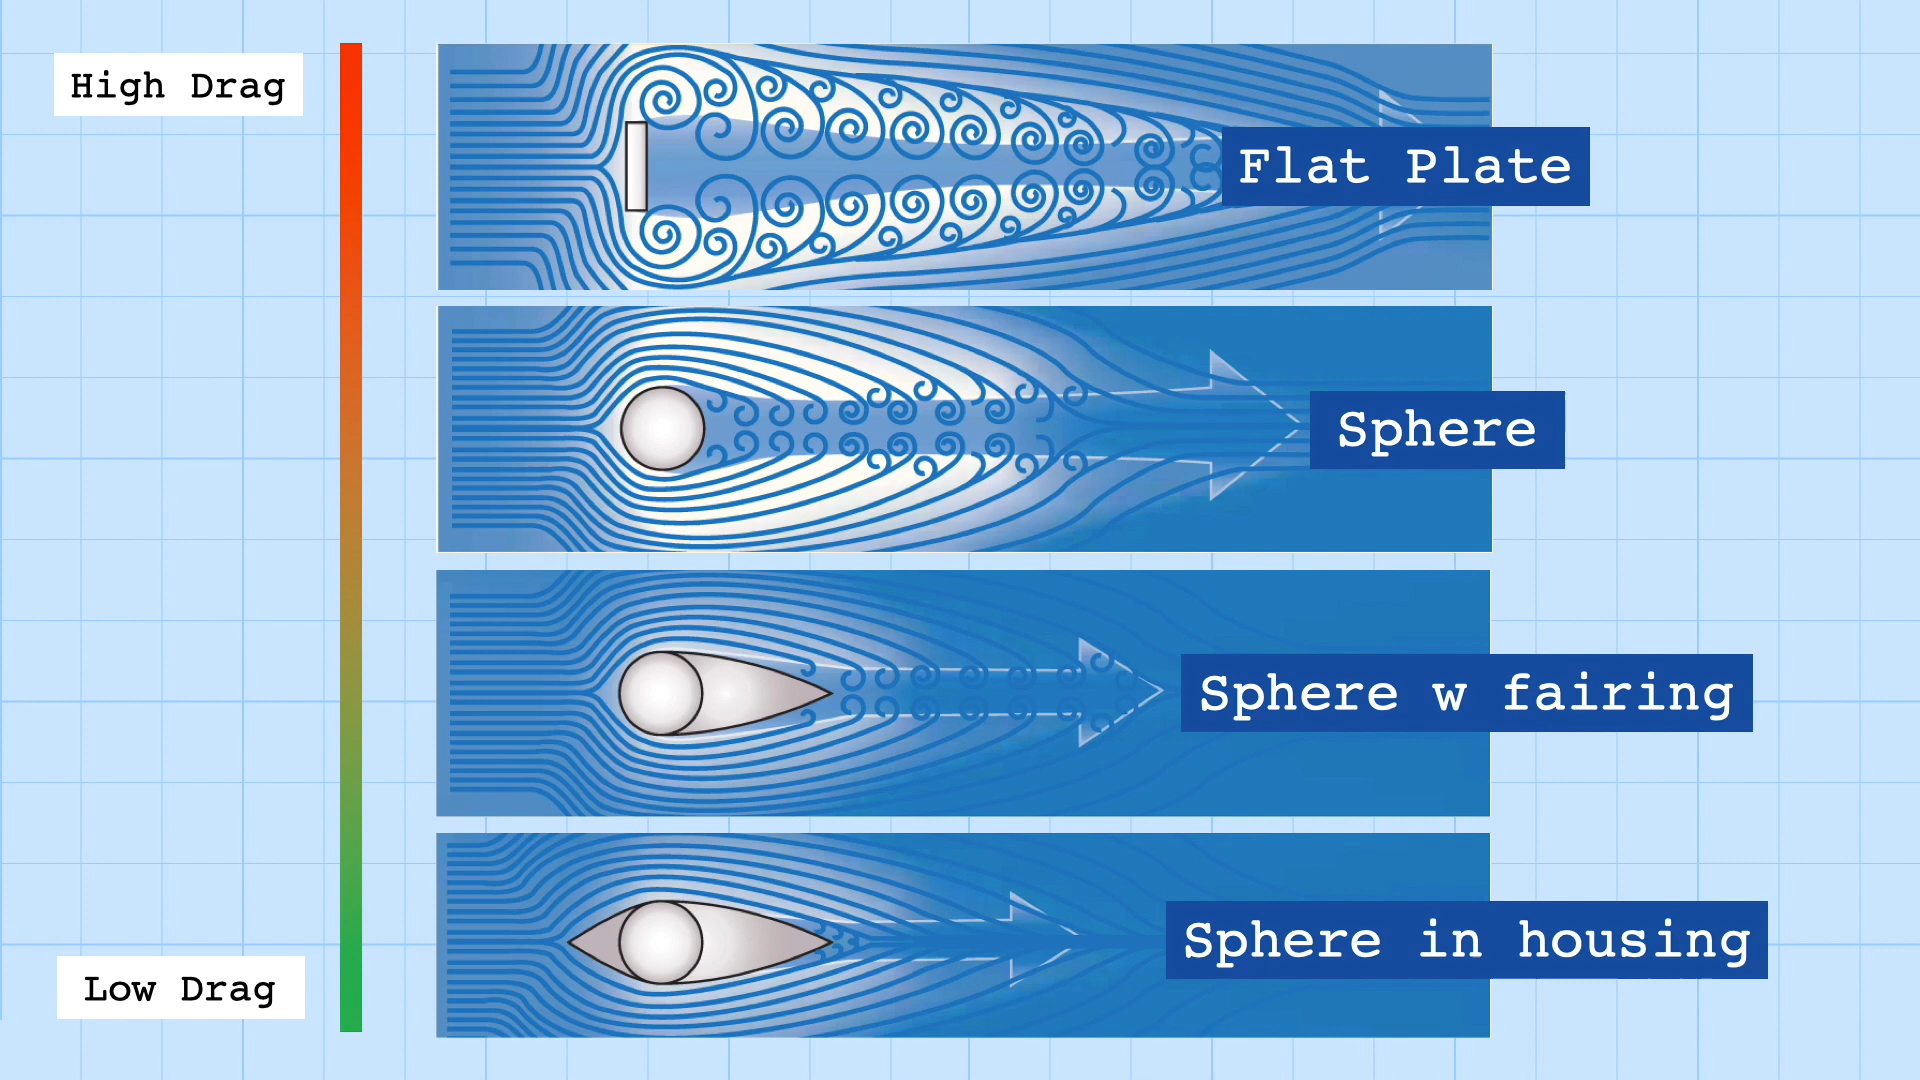 High Drag
Flat Plate
Sphere
Sphere w fairing
Sphere in housing
Low Drag